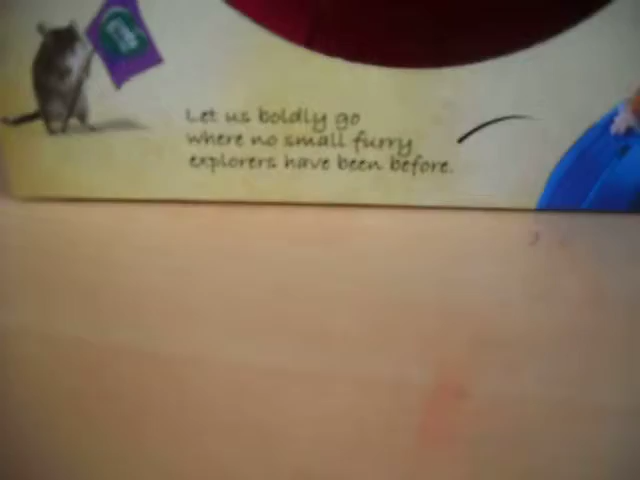 Let us boldly go
where no small furry
explorers have been before.